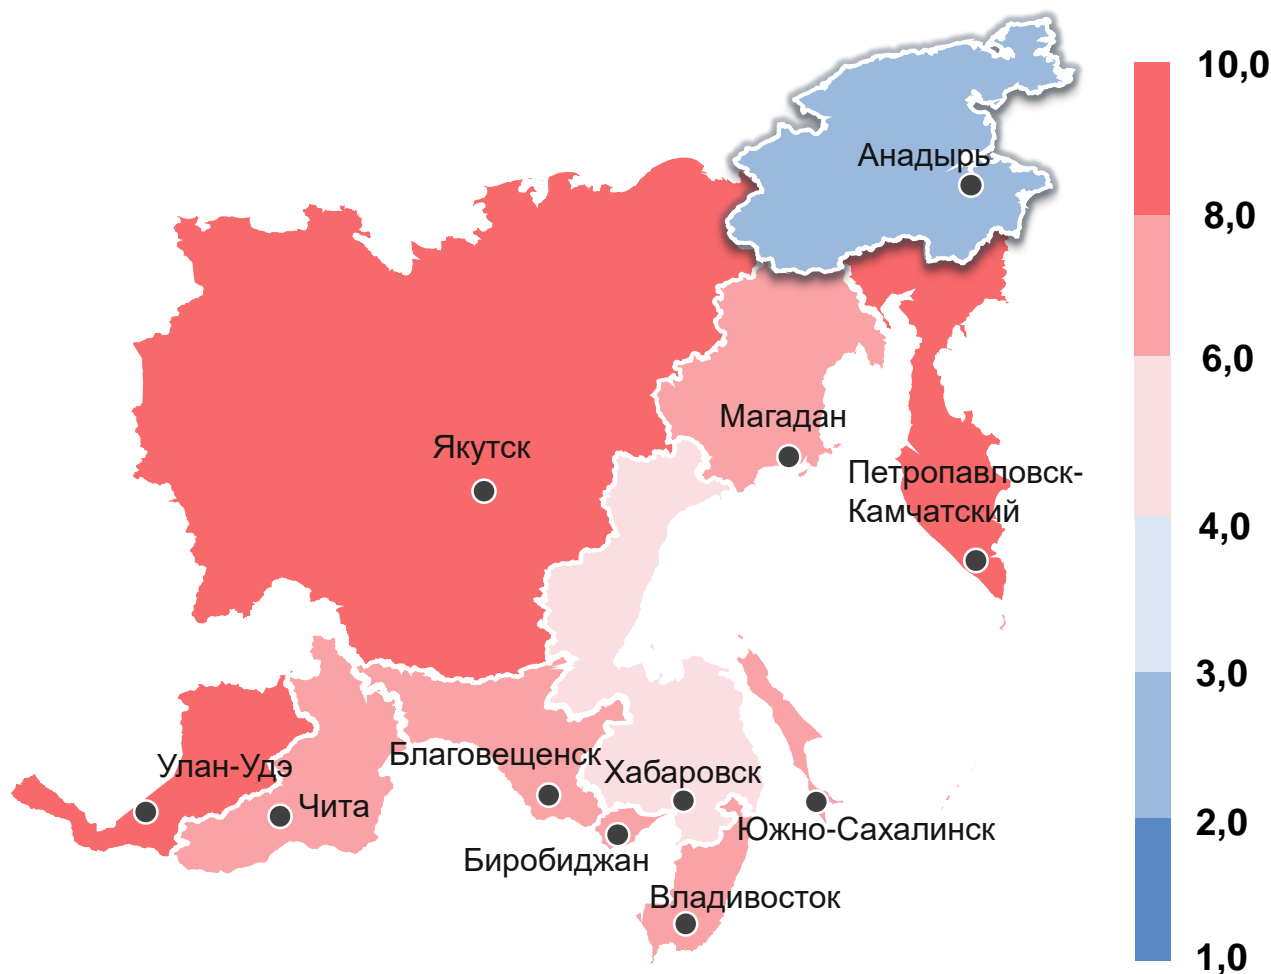 10,0
Анадырь
8,0
6,0
Магадан
Якутск
Петропавловск-
Камчатский
4,0
3,0
Улан-Удэ
Благовещенск
Хабаровск
Чита
2,0
Южно-Сахалинск
Биробиджан
Владивосток
1,0